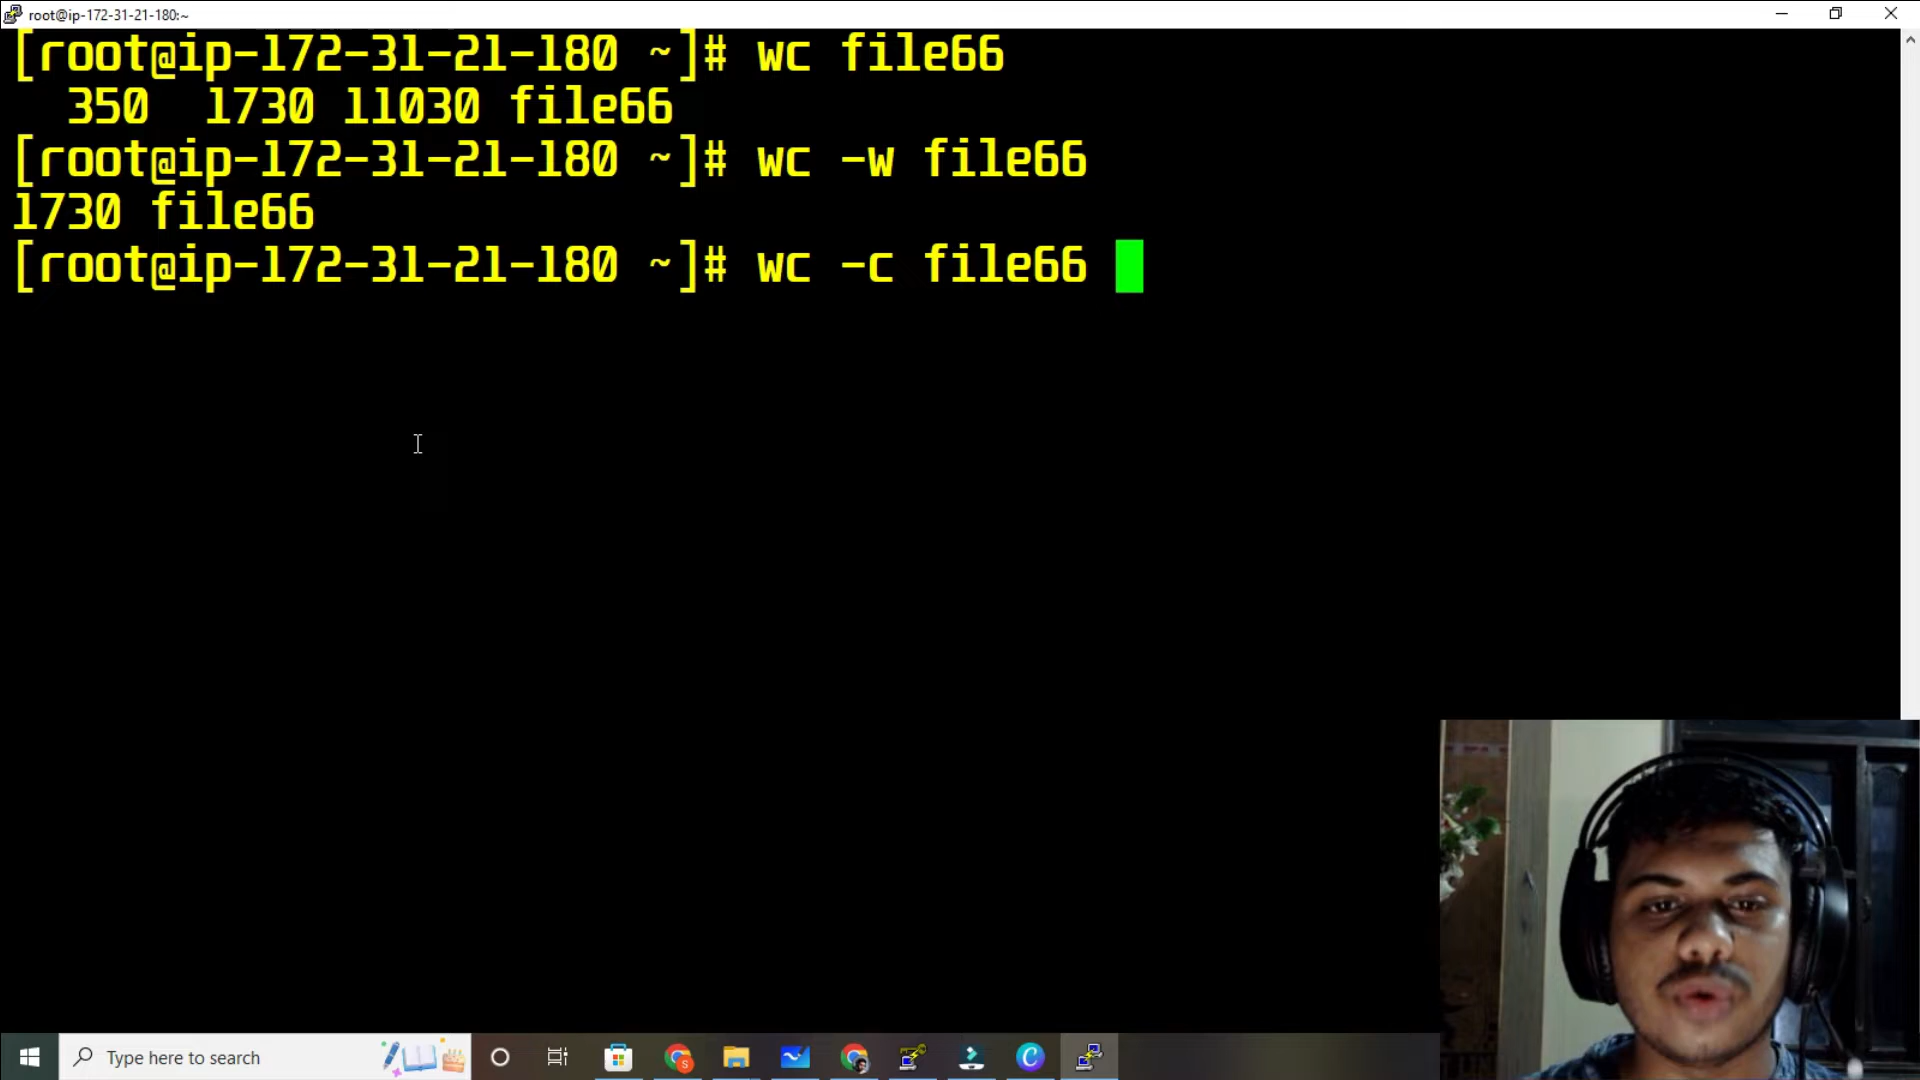 root@ip-172-31-21-180:~
[root@ip-172-31-21-180 ~]# wc file66
350 1730 11030 file66
[root@ip-172-31-21-180 ~]# wc -w file66
1730 file66
[root@ip-172-31-21-180 ~]# wc -c file66
Type here to search